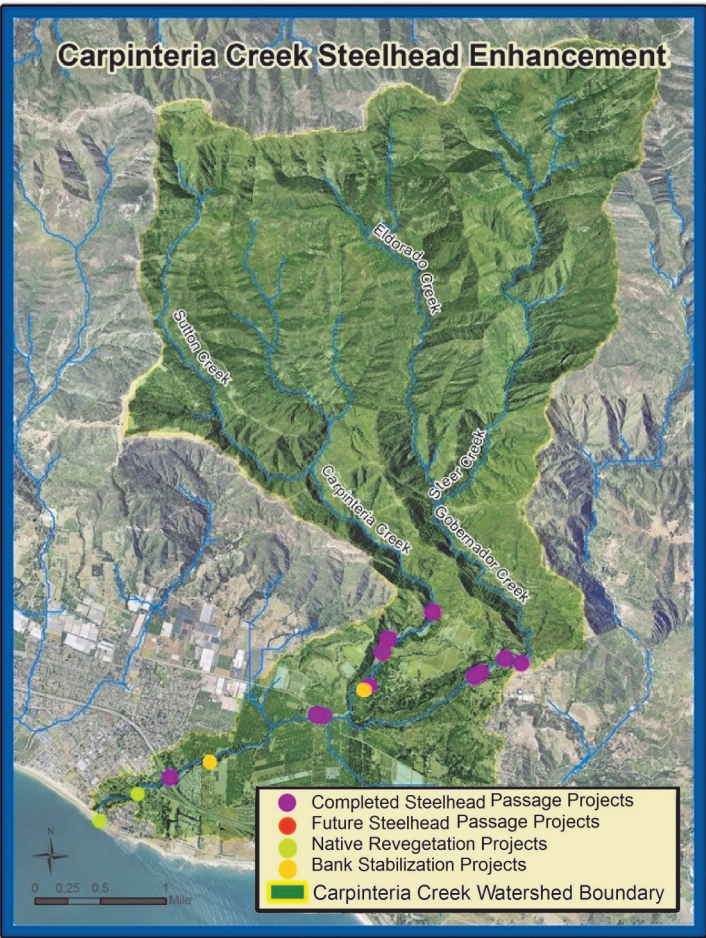 Carpinteria Creek Steelhead Enhancement
Eldorado Creek
Sutton Creek
Steer Creek
Carpinteria Creek
Gobernador Creek
Completed Steelhead Passage Projects
Future Steelhead Passage Projects
Native Revegetation Projects
Bank Stabilization Projects
Carpinteria Creek Watershed Boundary
N
0 0.25 0.5 1
Mile